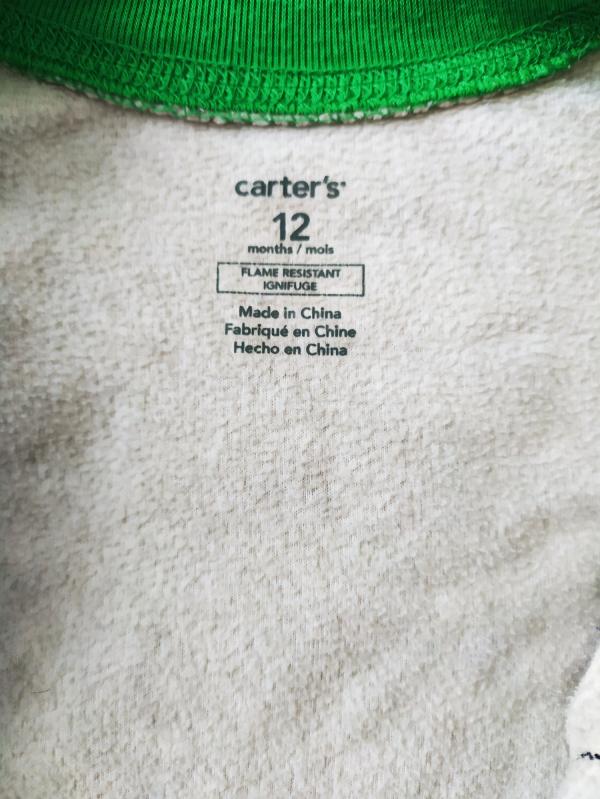 carter's
12
months / mois
FLAME RESISTANT
IGNIFUGE
Made in China
Fabriqué en Chine
Hecho en China